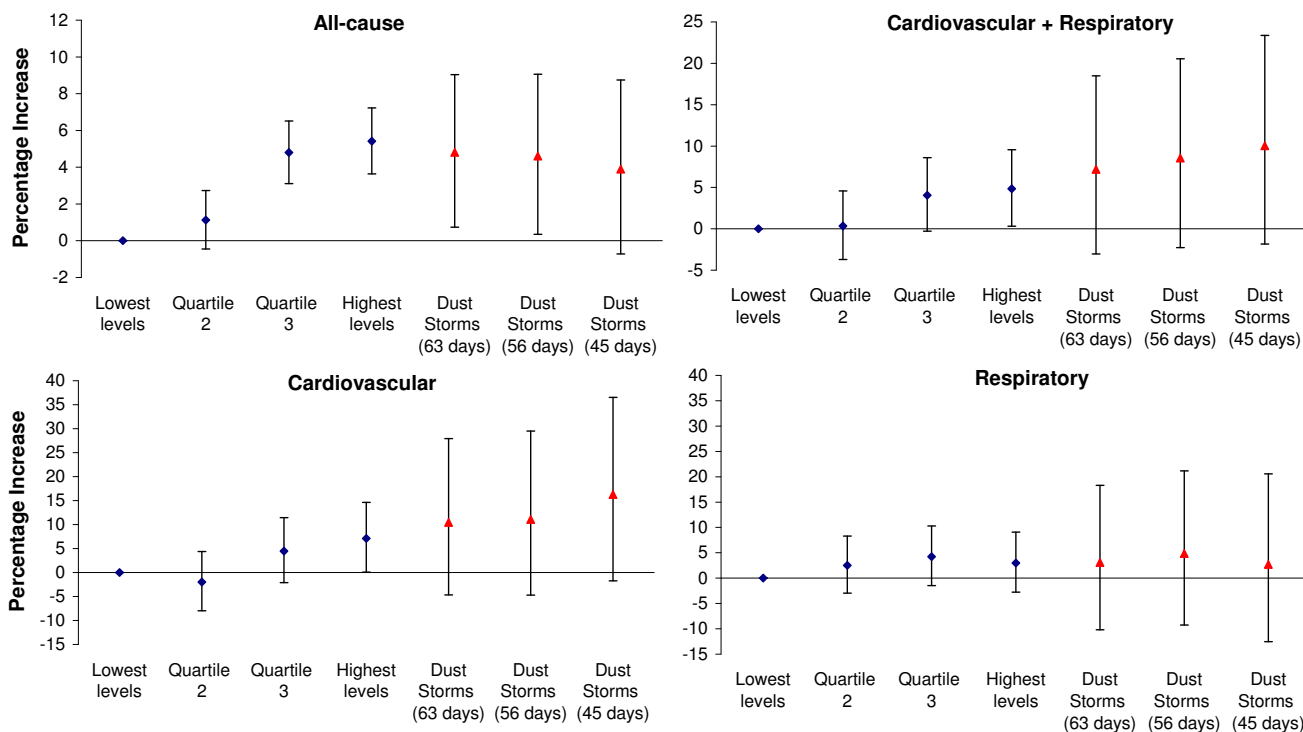 All-cause
Percentage Increase
12
10
8
6
4
2
0
-2
Lowest Quartile Quartile Highest Dust Dust Dust
levels 2 3 levels Storms Storms Storms
(63 days) (56 days) (45 days)
Cardiovascular + Respiratory
25
20
15
10
5
0
-5
Lowest Quartile Quartile Highest Dust Dust Dust
levels 2 3 levels Storms Storms Storms
(63 days) (56 days) (45 days)
Cardiovascular
Percentage Increase
40
35
30
25
20
15
10
5
0
-5
-10
-15
Lowest Quartile Quartile Highest Dust Dust Dust
levels 2 3 levels Storms Storms Storms
(63 days) (56 days) (45 days)
Respiratory
40
35
30
25
20
15
10
5
0
-5
-10
-15
Lowest Quartile Quartile Highest Dust Dust Dust
levels 2 3 levels Storms Storms Storms
(63 days) (56 days) (45 days)